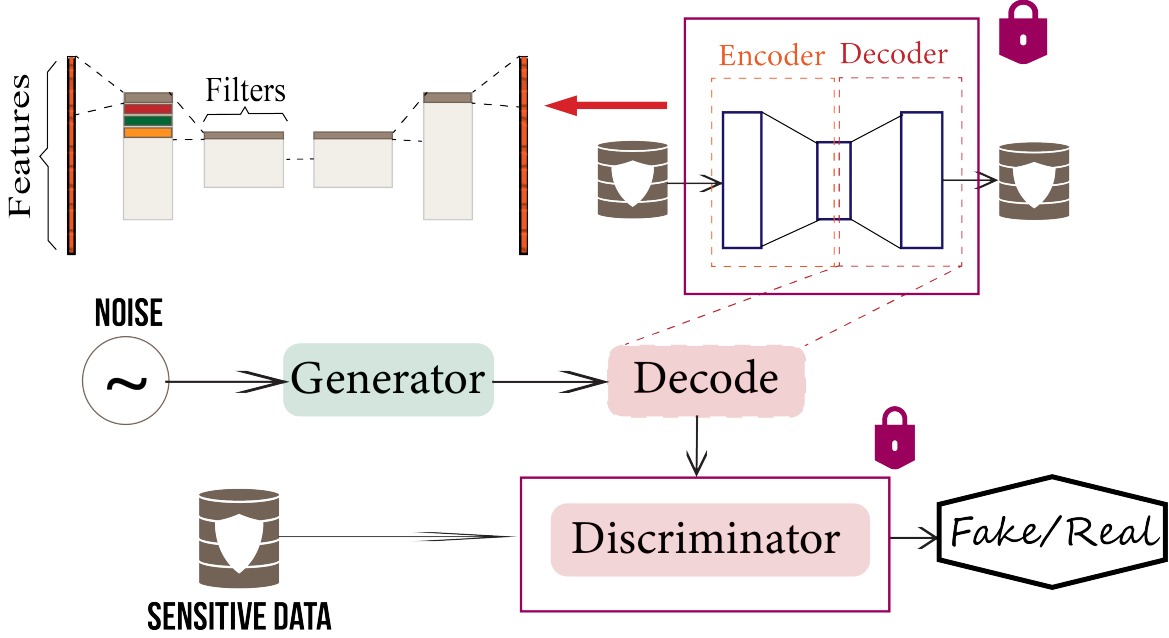 Encoder
Decoder
Filters
Features
NOISE
~
Generator
Decode
Discriminator
Fake/Real
SENSITIVE DATA